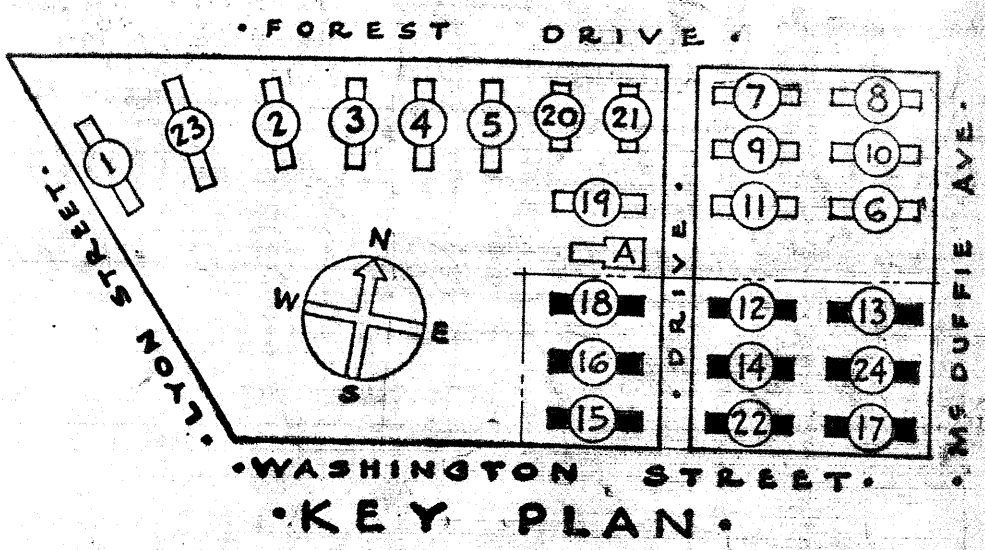 · FOREST DRIVE ·
1 23 2 3 4 5 20 21
7 8
9 10
19 11 6
A
N
W E
S
18 12 13
16 14 24
15 22 17
· LYON STREET ·
· DRIVE ·
· Mc DUFFIE AVE. ·
· WASHINGTON STREET ·
· KEY PLAN ·